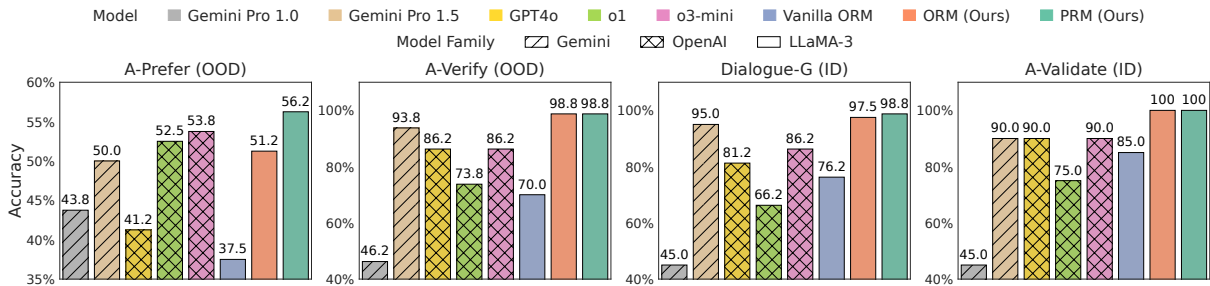 Model Gemini Pro 1.0 Gemini Pro 1.5 GPT4o o1 o3-mini Vanilla ORM ORM (Ours) PRM (Ours)
Model Family Gemini OpenAI LLaMA-3
A-Prefer (OOD)
Accuracy
60%
55%
50%
45%
40%
35%
43.8 50.0 41.2 52.5 53.8 37.5 51.2 56.2
A-Verify (OOD)
100%
80%
60%
40%
46.2 93.8 86.2 73.8 86.2 70.0 98.8 98.8
Dialogue-G (ID)
100%
80%
60%
40%
45.0 95.0 81.2 66.2 86.2 76.2 97.5 98.8
A-Validate (ID)
100%
80%
60%
40%
45.0 90.0 90.0 75.0 90.0 85.0 100 100